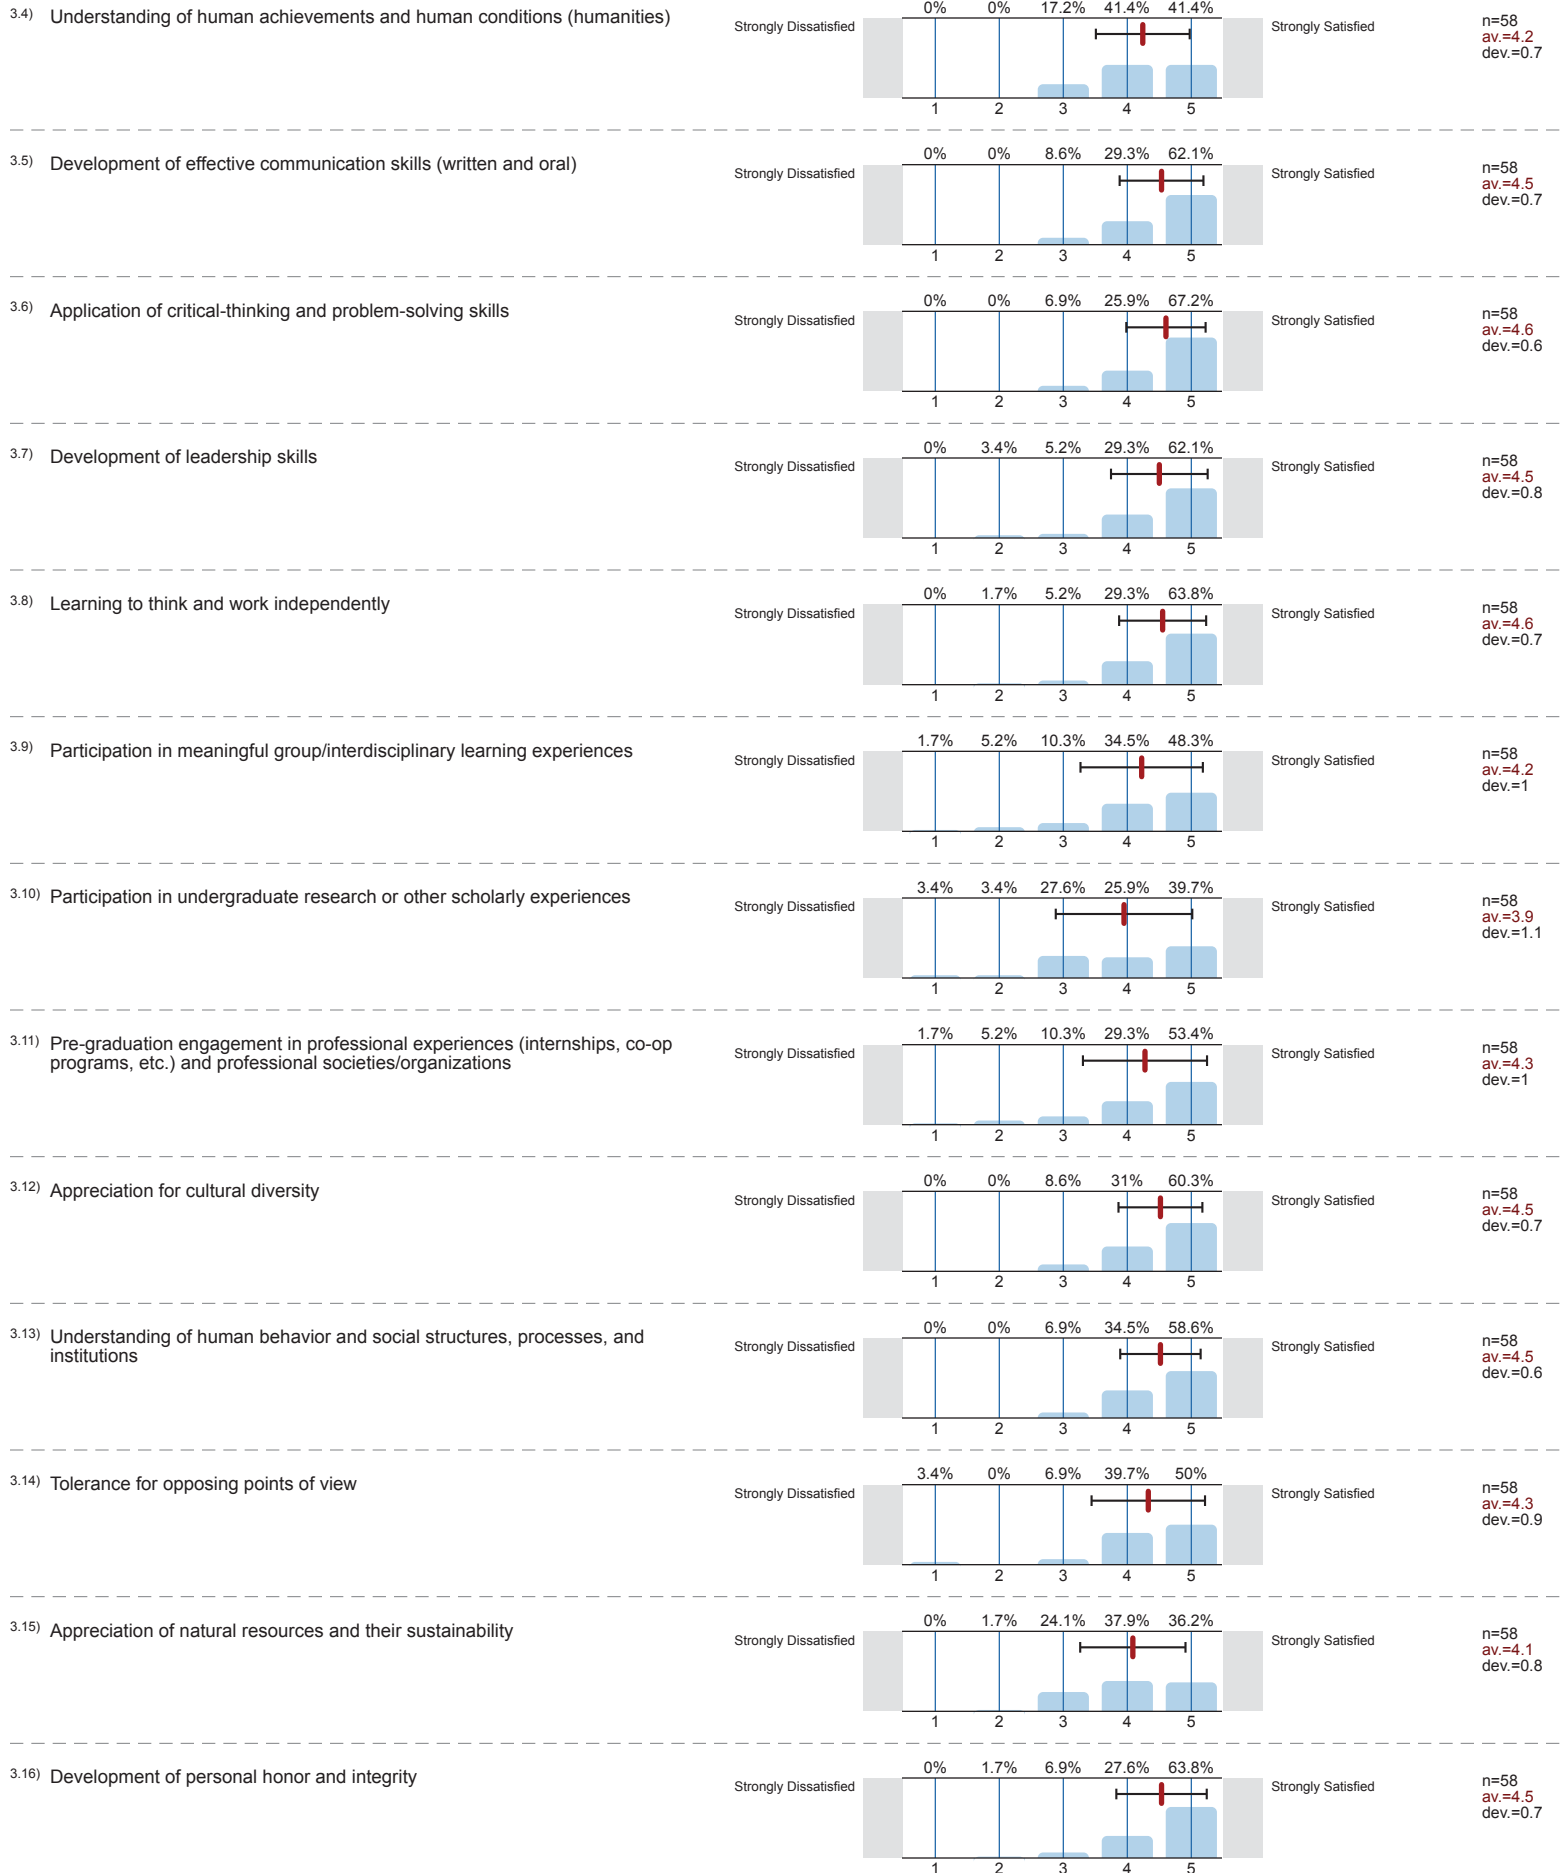 3.4) Understanding of human achievements and human conditions (humanities)
0% 0% 17.2% 41.4% 41.4%
Strongly Dissatisfied Strongly Satisfied
n=58
av.=4.2
dev.=0.7
1 2 3 4 5
3.5) Development of effective communication skills (written and oral)
0% 0% 8.6% 29.3% 62.1%
Strongly Dissatisfied Strongly Satisfied
n=58
av.=4.5
dev.=0.7
1 2 3 4 5
3.6) Application of critical-thinking and problem-solving skills
0% 0% 6.9% 25.9% 67.2%
Strongly Dissatisfied Strongly Satisfied
n=58
av.=4.6
dev.=0.6
1 2 3 4 5
3.7) Development of leadership skills
0% 3.4% 5.2% 29.3% 62.1%
Strongly Dissatisfied Strongly Satisfied
n=58
av.=4.5
dev.=0.8
1 2 3 4 5
3.8) Learning to think and work independently
0% 1.7% 5.2% 29.3% 63.8%
Strongly Dissatisfied Strongly Satisfied
n=58
av.=4.6
dev.=0.7
1 2 3 4 5
3.9) Participation in meaningful group/interdisciplinary learning experiences
1.7% 5.2% 10.3% 34.5% 48.3%
Strongly Dissatisfied Strongly Satisfied
n=58
av.=4.2
dev.=1
1 2 3 4 5
3.10) Participation in undergraduate research or other scholarly experiences
3.4% 3.4% 27.6% 25.9% 39.7%
Strongly Dissatisfied Strongly Satisfied
n=58
av.=3.9
dev.=1.1
1 2 3 4 5
3.11) Pre-graduation engagement in professional experiences (internships, co-op
programs, etc.) and professional societies/organizations
1.7% 5.2% 10.3% 29.3% 53.4%
Strongly Dissatisfied Strongly Satisfied
n=58
av.=4.3
dev.=1
1 2 3 4 5
3.12) Appreciation for cultural diversity
0% 0% 8.6% 31% 60.3%
Strongly Dissatisfied Strongly Satisfied
n=58
av.=4.5
dev.=0.7
1 2 3 4 5
3.13) Understanding of human behavior and social structures, processes, and
institutions
0% 0% 6.9% 34.5% 58.6%
Strongly Dissatisfied Strongly Satisfied
n=58
av.=4.5
dev.=0.6
1 2 3 4 5
3.14) Tolerance for opposing points of view
3.4% 0% 6.9% 39.7% 50%
Strongly Dissatisfied Strongly Satisfied
n=58
av.=4.3
dev.=0.9
1 2 3 4 5
3.15) Appreciation of natural resources and their sustainability
0% 1.7% 24.1% 37.9% 36.2%
Strongly Dissatisfied Strongly Satisfied
n=58
av.=4.1
dev.=0.8
1 2 3 4 5
3.16) Development of personal honor and integrity
0% 1.7% 6.9% 27.6% 63.8%
Strongly Dissatisfied Strongly Satisfied
n=58
av.=4.5
dev.=0.7
1 2 3 4 5